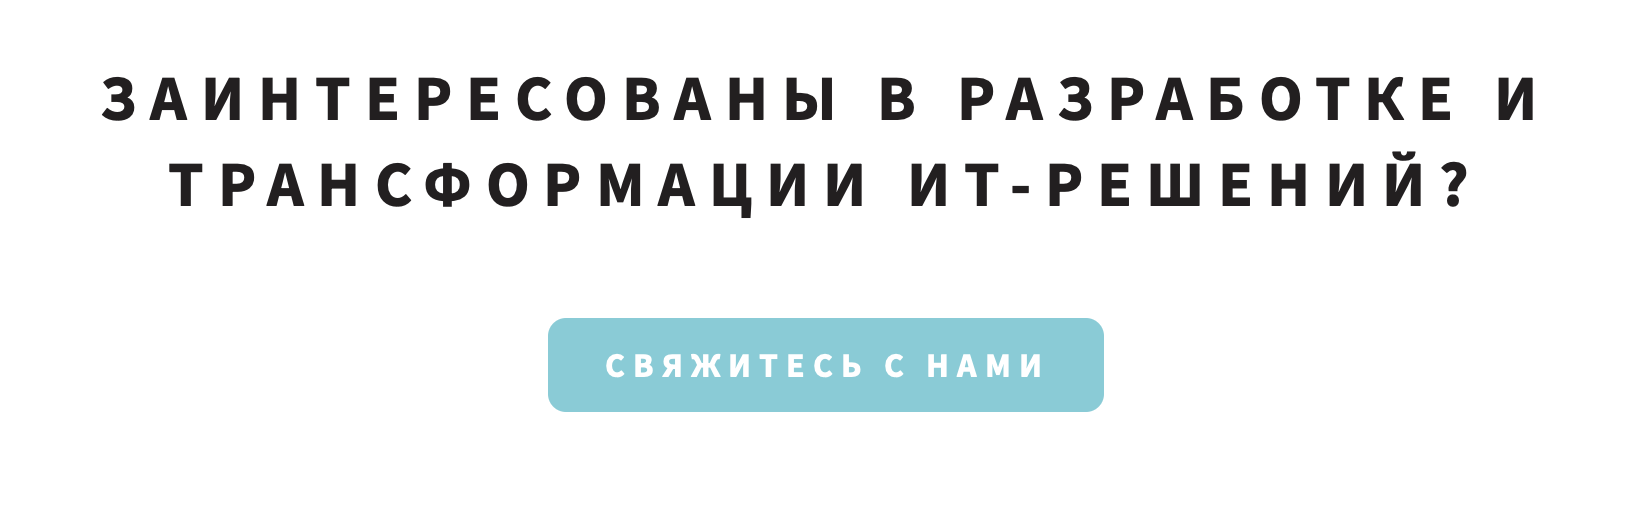 ЗАИНТЕРЕСОВАНЫ В РАЗРАБОТКЕ И
ТРАНСФОРМАЦИИ ИТ-РЕШЕНИЙ?
СВЯЖИТЕСЬ С НАМИ